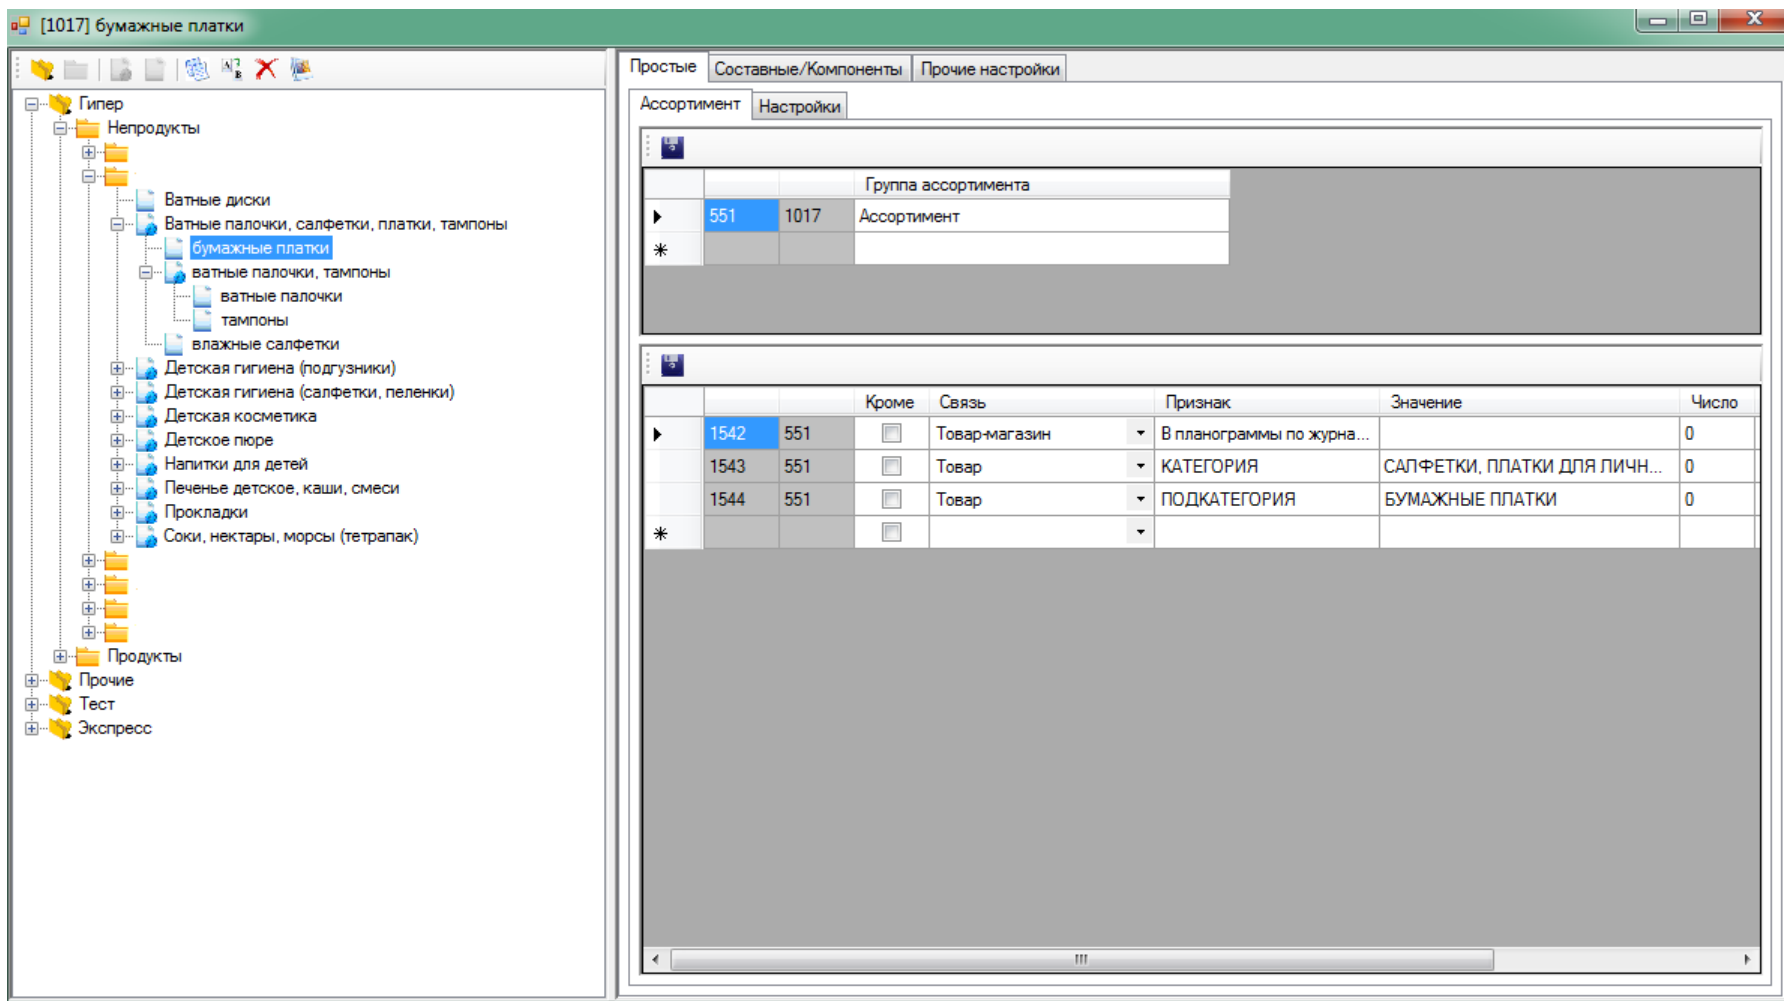 [1017] бумажные платки
Гипер
Непродукты
Ватные диски
Ватные палочки, салфетки, платки, тампоны
бумажные платки
ватные палочки, тампоны
ватные палочки
тампоны
влажные салфетки
Детская гигиена (подгузники)
Детская гигиена (салфетки, пеленки)
Детская косметика
Детское пюре
Напитки для детей
Печенье детское, каши, смеси
Прокладки
Соки, нектары, морсы (тетрапак)
Продукты
Прочие
Тест
Экспресс
Простые Составные/Компоненты Прочие настройки
Ассортимент Настройки
Группа ассортимента
551 1017 Ассортимент
Кроме Связь Признак Значение Число
1542 551 Товар-магазин В планограммы по журна... 0
1543 551 Товар КАТЕГОРИЯ САЛФЕТКИ, ПЛАТКИ ДЛЯ ЛИЧН... 0
1544 551 Товар ПОДКАТЕГОРИЯ БУМАЖНЫЕ ПЛАТКИ 0